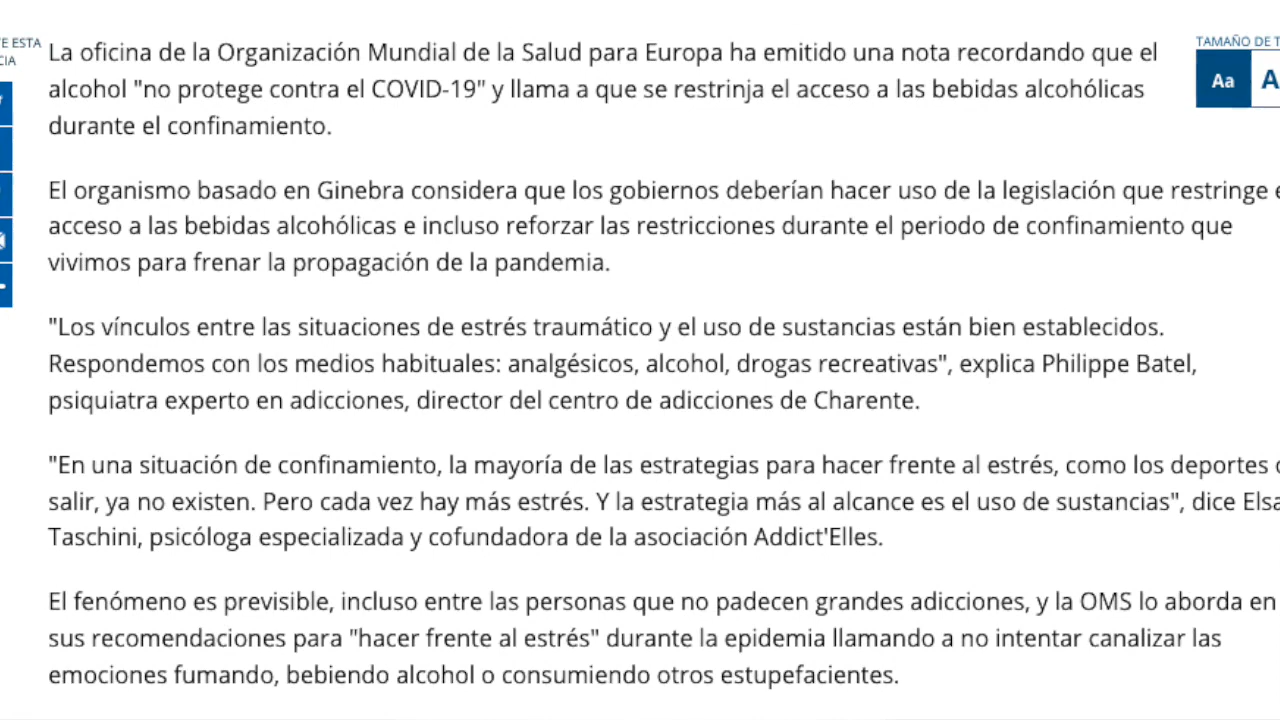 E ESTA
CIA
TAMAÑO DE T
Aa
A
La oficina de la Organización Mundial de la Salud para Europa ha emitido una nota recordando que el
alcohol "no protege contra el COVID-19" y llama a que se restrinja el acceso a las bebidas alcohólicas
durante el confinamiento.
El organismo basado en Ginebra considera que los gobiernos deberían hacer uso de la legislación que restringe e
acceso a las bebidas alcohólicas e incluso reforzar las restricciones durante el periodo de confinamiento que
vivimos para frenar la propagación de la pandemia.
"Los vínculos entre las situaciones de estrés traumático y el uso de sustancias están bien establecidos.
Respondemos con los medios habituales: analgésicos, alcohol, drogas recreativas", explica Philippe Batel,
psiquiatra experto en adicciones, director del centro de adicciones de Charente.
"En una situación de confinamiento, la mayoría de las estrategias para hacer frente al estrés, como los deportes o
salir, ya no existen. Pero cada vez hay más estrés. Y la estrategia más al alcance es el uso de sustancias", dice Elsa
Taschini, psicóloga especializada y cofundadora de la asociación Addict'Elles.
El fenómeno es previsible, incluso entre las personas que no padecen grandes adicciones, y la OMS lo aborda en
sus recomendaciones para "hacer frente al estrés" durante la epidemia llamando a no intentar canalizar las
emociones fumando, bebiendo alcohol o consumiendo otros estupefacientes.